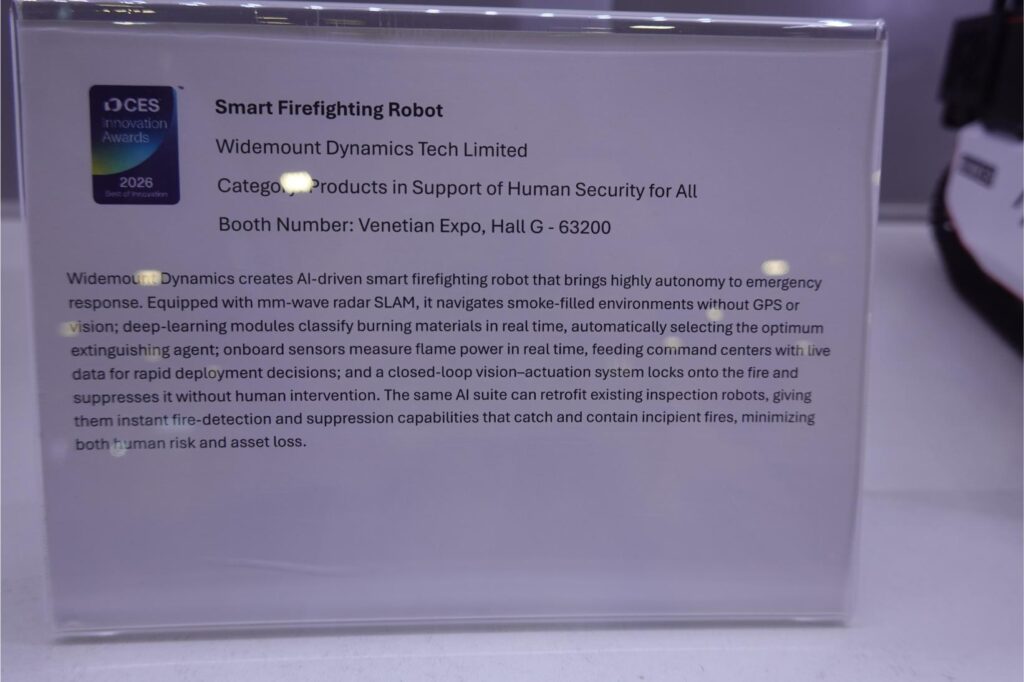 CES
Innovation
Awards
2026
Best of Innovation
Smart Firefighting Robot
Widemount Dynamics Tech Limited
Category: Products in Support of Human Security for All
Booth Number: Venetian Expo, Hall G - 63200
Widemount Dynamics creates AI-driven smart firefighting robot that brings highly autonomy to emergency
response. Equipped with mm-wave radar SLAM, it navigates smoke-filled environments without GPS or
vision; deep-learning modules classify burning materials in real time, automatically selecting the optimum
extinguishing agent; onboard sensors measure flame power in real time, feeding command centers with live
data for rapid deployment decisions; and a closed-loop vision–actuation system locks onto the fire and
suppresses it without human intervention. The same AI suite can retrofit existing inspection robots, giving
them instant fire-detection and suppression capabilities that catch and contain incipient fires, minimizing
both human risk and asset loss.